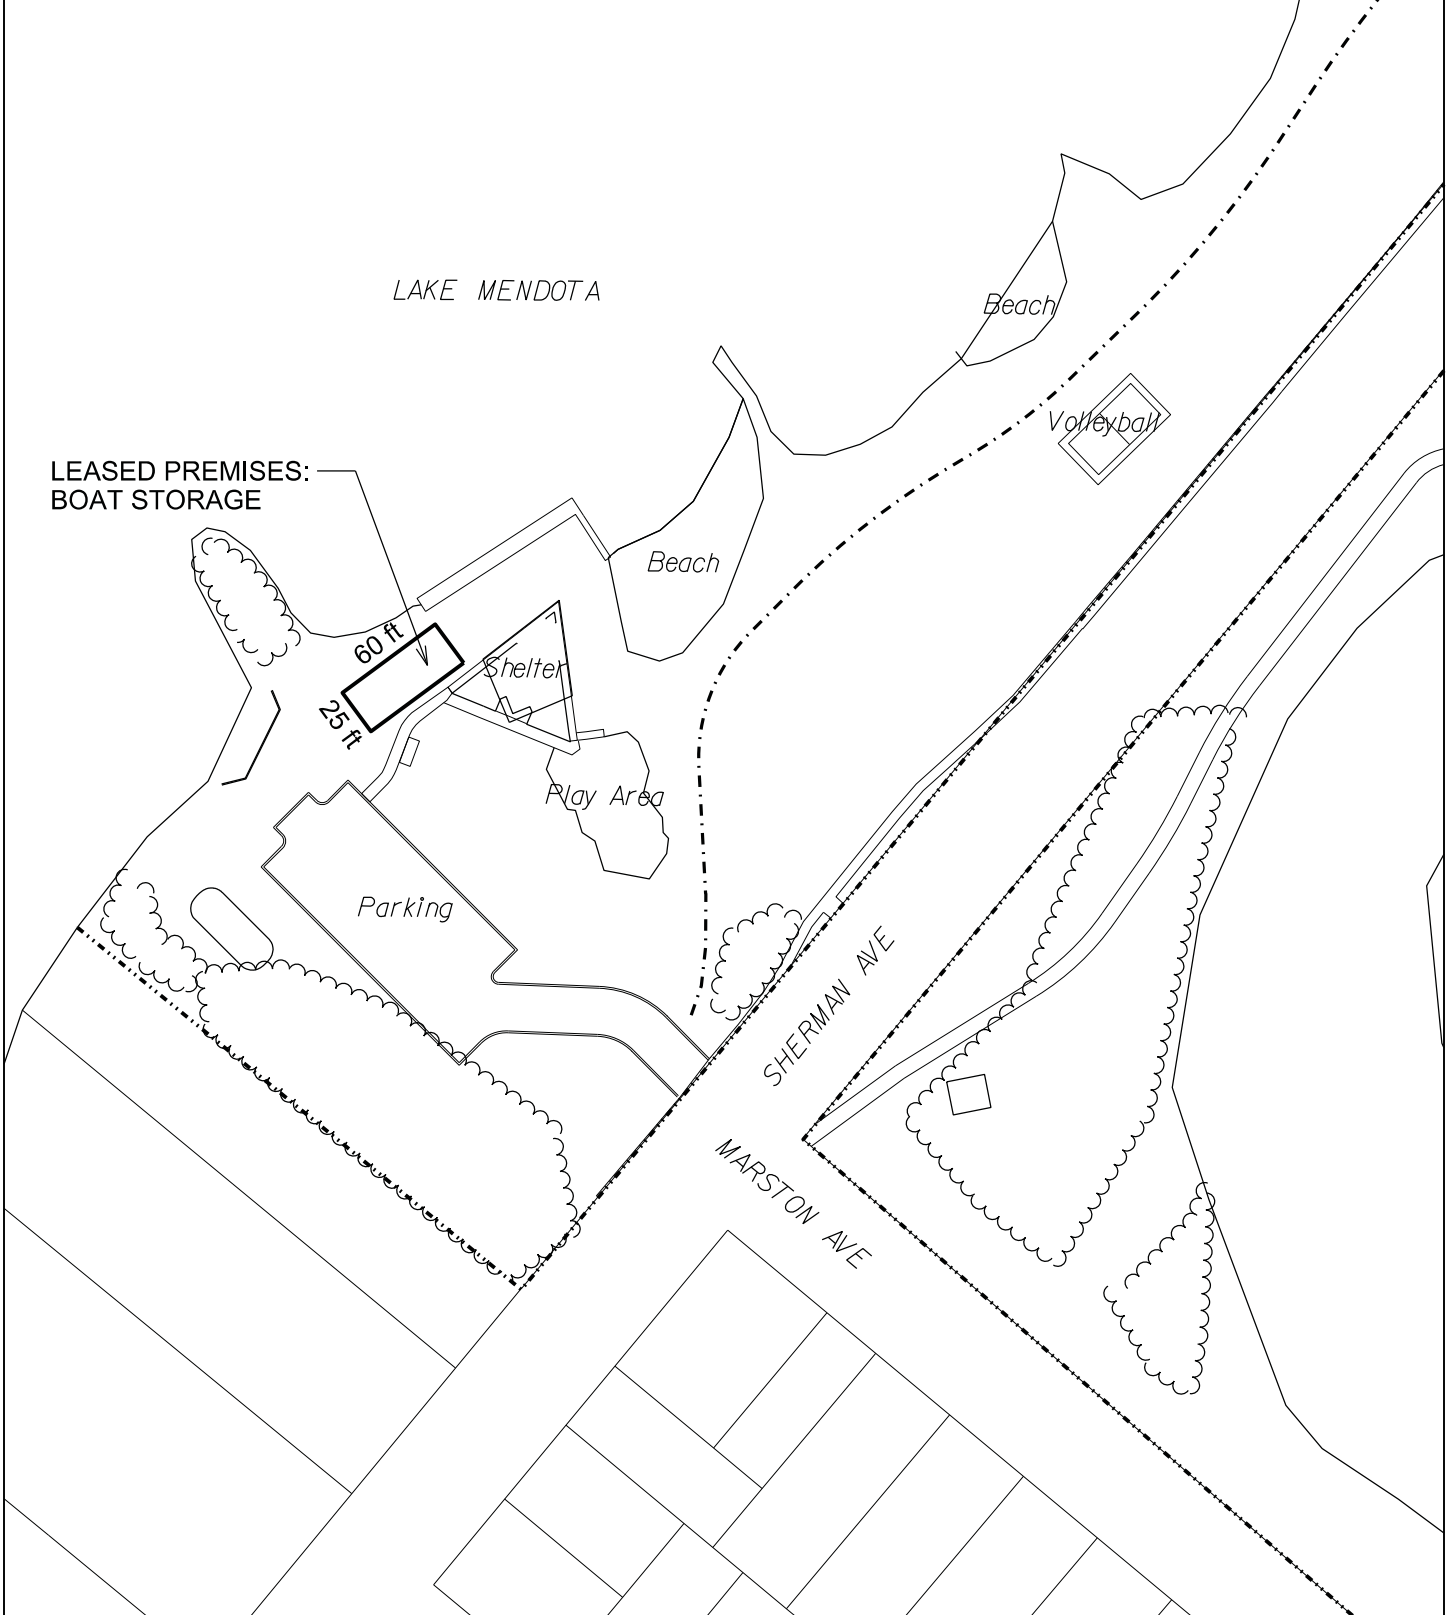 LAKE MENDOTA
Beach
Volleyball
LEASED PREMISES:
BOAT STORAGE
Beach
60 ft
Shelter
25 ft
Play Area
Parking
SHERMAN AVE
MARSTON AVE